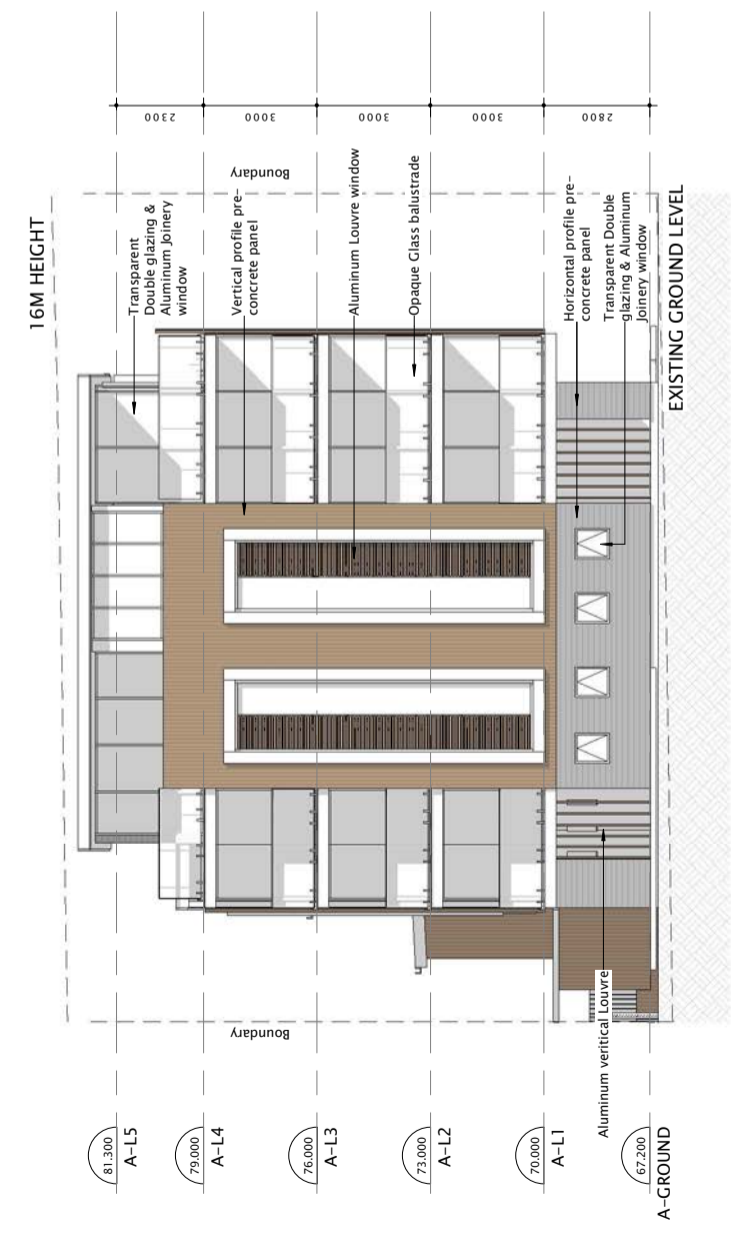 16M HEIGHT
Boundary
Boundary
Transparent
Double glazing &
Aluminum Joinery
window
Vertical profile pre-
concrete panel
Aluminum Louvre window
Opaque Glass balustrade
Horizontal profile pre-
concrete panel
Transparent Double
glazing & Aluminum
Joinery window
Aluminum veritical Louvre
EXISTING GROUND LEVEL
81.300
A-L5
79.000
A-L4
76.000
A-L3
73.000
A-L2
70.000
A-L1
67.200
A-GROUND
2300
3000
3000
3000
2800